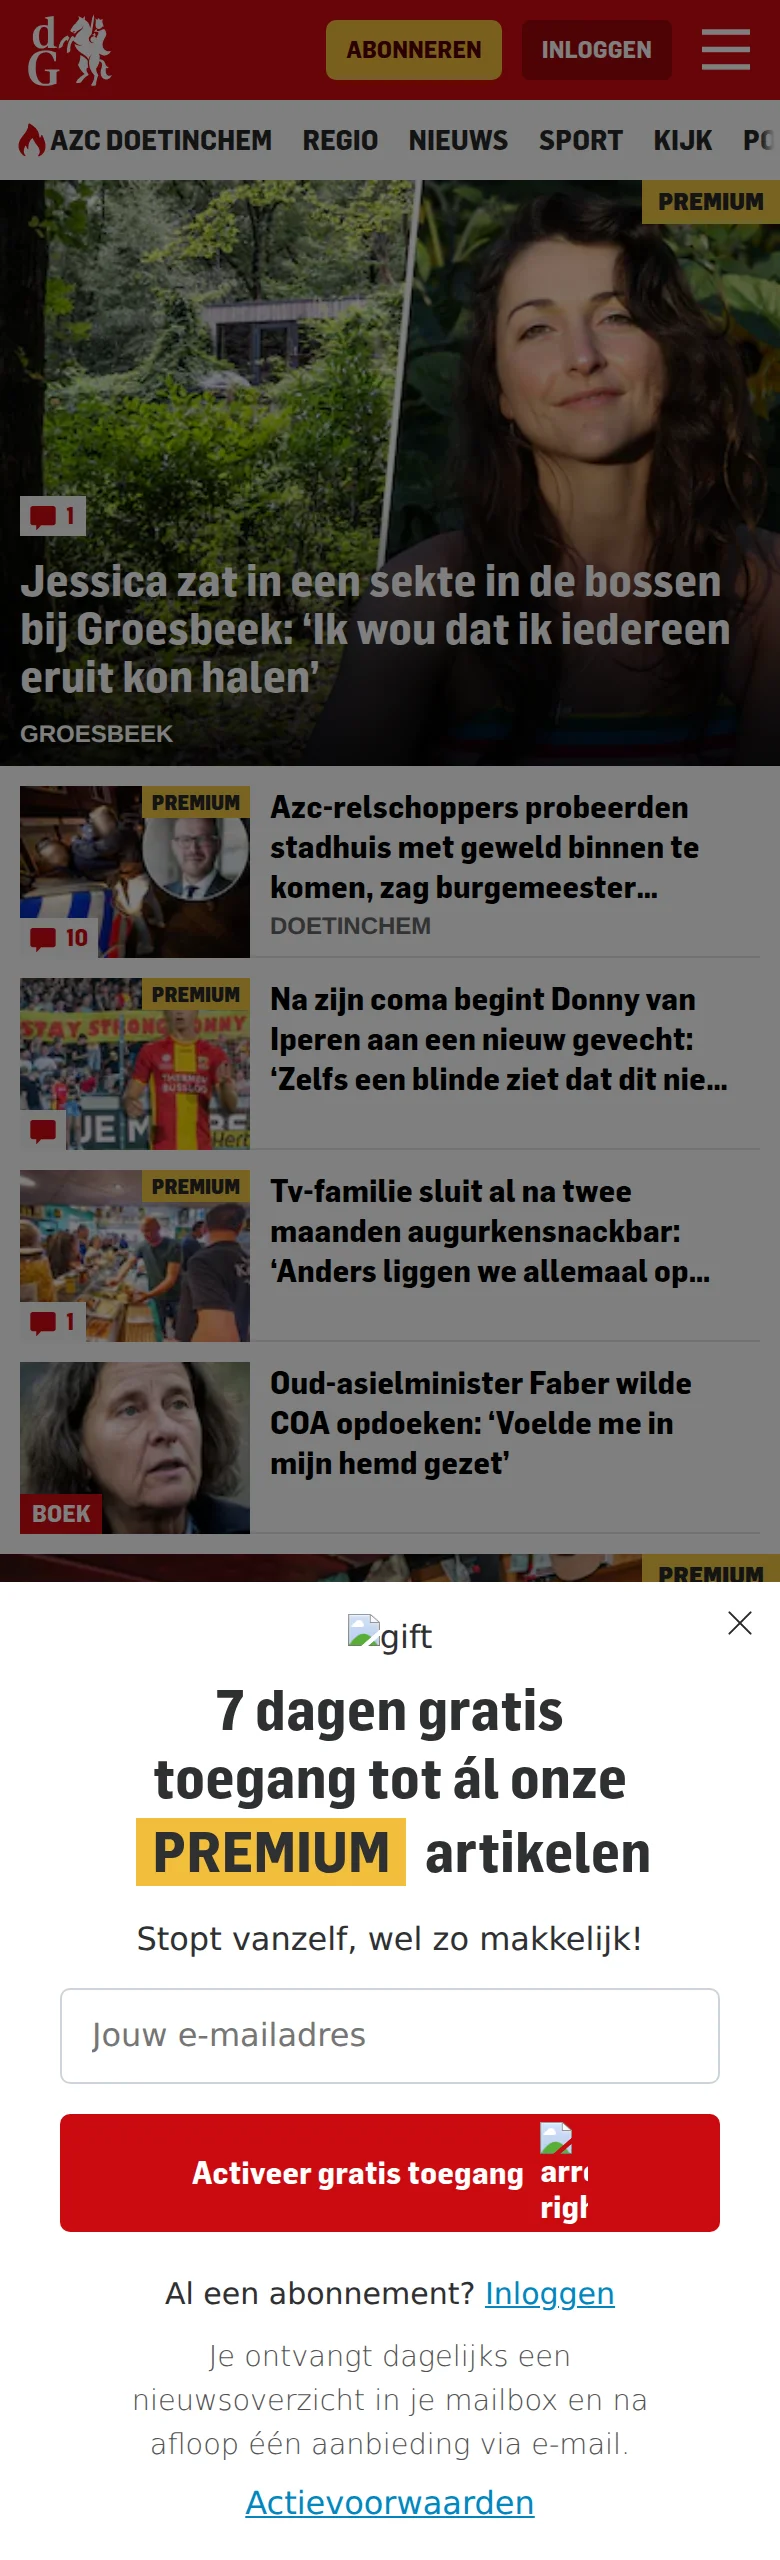 dG
ABONNEREN
INLOGGEN
AZC DOETINCHEM REGIO NIEUWS SPORT KIJK
PREMIUM
1
Jessica zat in een sekte in de bossen
bij Groesbeek: ‘Ik wou dat ik iedereen
eruit kon halen’
GROESBEEK
PREMIUM
10
Azc-relschoppers probeerden
stadhuis met geweld binnen te
komen, zag burgemeester...
DOETINCHEM
PREMIUM
STAY STRONG DONNY
Na zijn coma begint Donny van
Iperen aan een nieuw gevecht:
‘Zelfs een blinde ziet dat dit nie...
PREMIUM
1
Tv-familie sluit al na twee
maanden augurkensnackbar:
‘Anders liggen we allemaal op...
BOEK
Oud-asielminister Faber wilde
COA opdoeken: ‘Voelde me in
mijn hemd gezet’
PREMIUM
gift
7 dagen gratis
toegang tot ál onze
PREMIUM artikelen
Stopt vanzelf, wel zo makkelijk!
Jouw e-mailadres
Activeer gratis toegang
Al een abonnement? Inloggen
Je ontvangt dagelijks een
nieuwsoverzicht in je mailbox en na
afloop één aanbieding via e-mail.
Actievoorwaarden